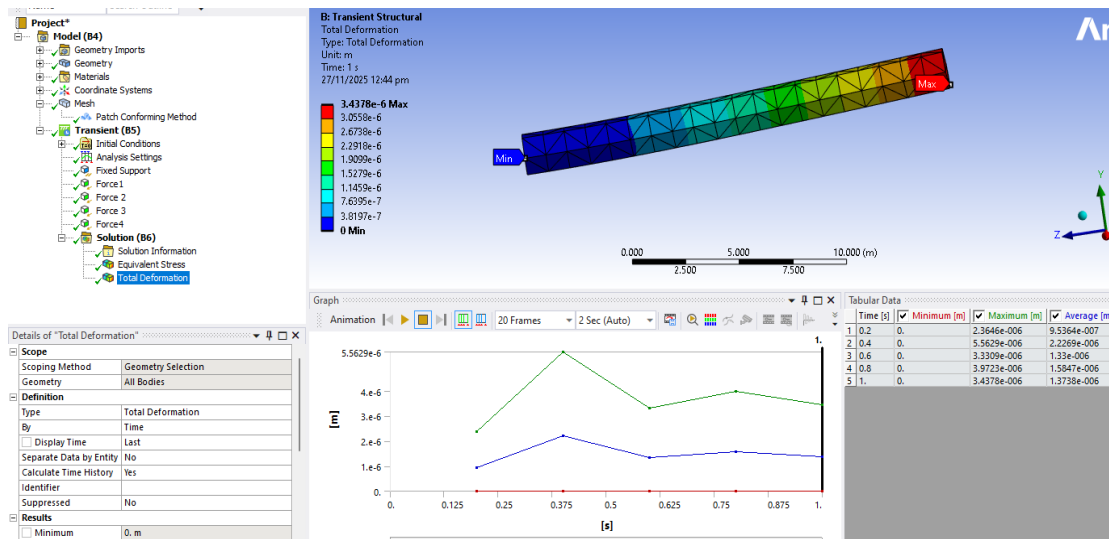 Project*
Model (B4)
Geometry Imports
Geometry
Materials
Coordinate Systems
Mesh
Patch Conforming Method
Transient (B5)
Initial Conditions
Analysis Settings
Fixed Support
Force1
Force 2
Force 3
Force4
Solution (B6)
Solution Information
Equivalent Stress
Total Deformation
Details of "Total Deformation"
Scope
Scoping Method Geometry Selection
Geometry All Bodies
Definition
Type Total Deformation
By Time
Display Time Last
Separate Data by Entity No
Calculate Time History Yes
Identifier
Suppressed No
Results
Minimum 0. m
B: Transient Structural
Total Deformation
Type: Total Deformation
Unit: m
Time: 1 s
27/11/2025 12:44 pm
3.4378e-6 Max
3.0558e-6
2.6738e-6
2.2918e-6
1.9099e-6
1.5279e-6
1.1459e-6
7.6395e-7
3.8197e-7
0 Min
Min
Max
An
Y
Z
0.000 5.000 10.000 (m)
2.500 7.500
Graph
Animation 20 Frames 2 Sec (Auto)
1.
5.5629e-6
4.e-6
3.e-6
2.e-6
1.e-6
0.
[m]
0. 0.125 0.25 0.375 0.5 0.625 0.75 0.875 1.
[s]
Tabular Data
Time [s] Minimum [m] Maximum [m] Average [m
1 0.2 0. 2.3646e-006 9.5364e-007
2 0.4 0. 5.5629e-006 2.2269e-006
3 0.6 0. 3.3309e-006 1.33e-006
4 0.8 0. 3.9723e-006 1.5847e-006
5 1. 0. 3.4378e-006 1.3738e-006